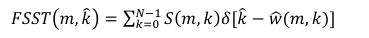 FSST(m, k̂) = ∑_{k=0}^{N-1} S(m, k)δ[k̂ − ŵ(m, k)]